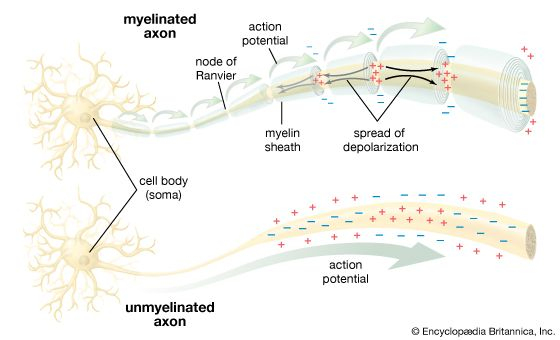 myelinated
axon
action
potential
node of
Ranvier
myelin
sheath
spread of
depolarization
cell body
(soma)
action
potential
unmyelinated
axon
© Encyclopædia Britannica, Inc.